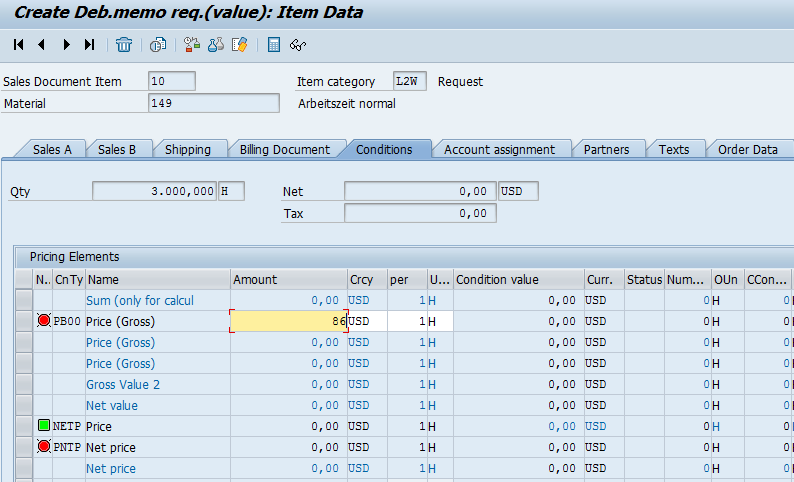 Create Deb.memo req.(value): Item Data
Sales Document Item 10 Item category L2W Request
Material 149 Arbeitszeit normal
Sales A Sales B Shipping Billing Document Conditions Account assignment Partners Texts Order Data
Qty 3.000,000 H Net 0,00 USD
Tax 0,00
Pricing Elements
N.. CnTy Name Amount Crcy per U... Condition value Curr. Status Num... OUn CCon...
Sum (only for calcul 0,00 USD 1 H 0,00 USD 0 H 0
PB00 Price (Gross) 86 USD 1 H 0,00 USD 0 H 0
Price (Gross) 0,00 USD 1 H 0,00 USD 0 H 0
Price (Gross) 0,00 USD 1 H 0,00 USD 0 H 0
Gross Value 2 0,00 USD 1 H 0,00 USD 0 H 0
Net value 0,00 USD 1 H 0,00 USD 0 H 0
NETP Price 0,00 USD 1 H 0,00 USD 0 H 0
PNTP Net price 0,00 USD 1 H 0,00 USD 0 H 0
Net price 0,00 USD 1 H 0,00 USD 0 H 0